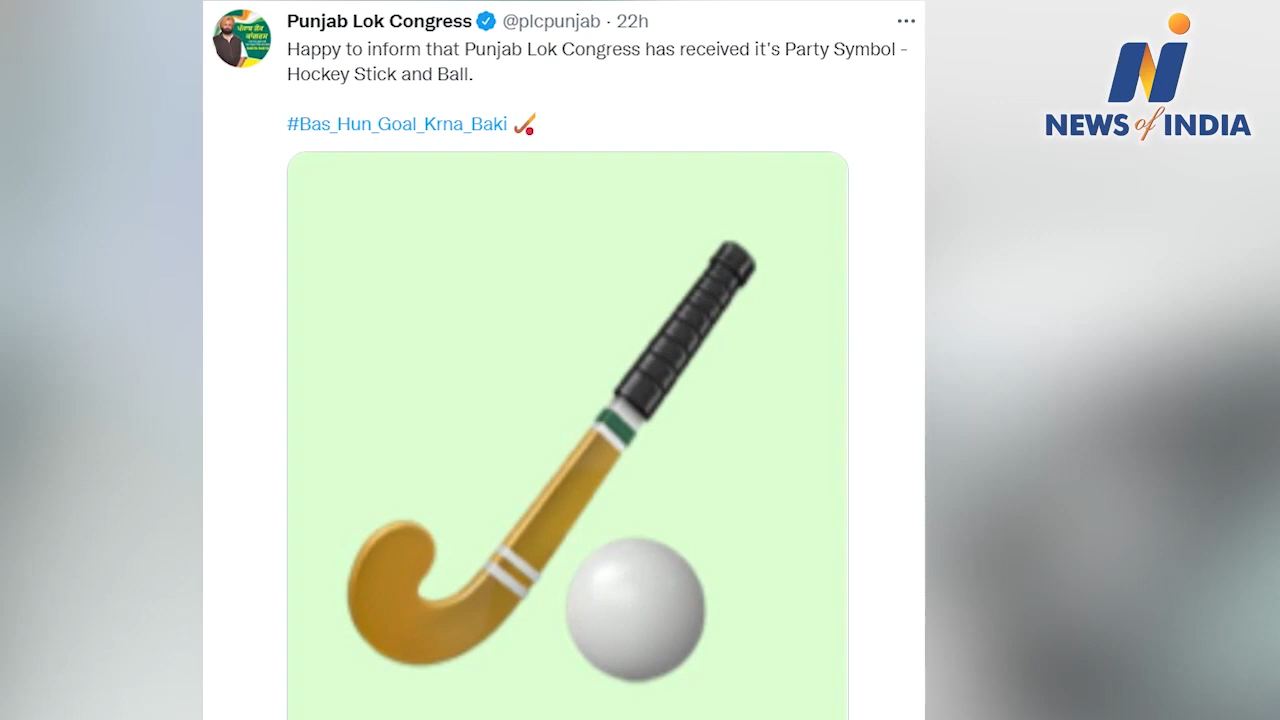 Punjab Lok Congress @plcpunjab · 22h
Happy to inform that Punjab Lok Congress has received it's Party Symbol -
Hockey Stick and Ball.
#Bas_Hun_Goal_Krna_Baki
ਪੰਜਾਬ ਲੋਕ
ਕਾਂਗਰਸ
NEWS of INDIA